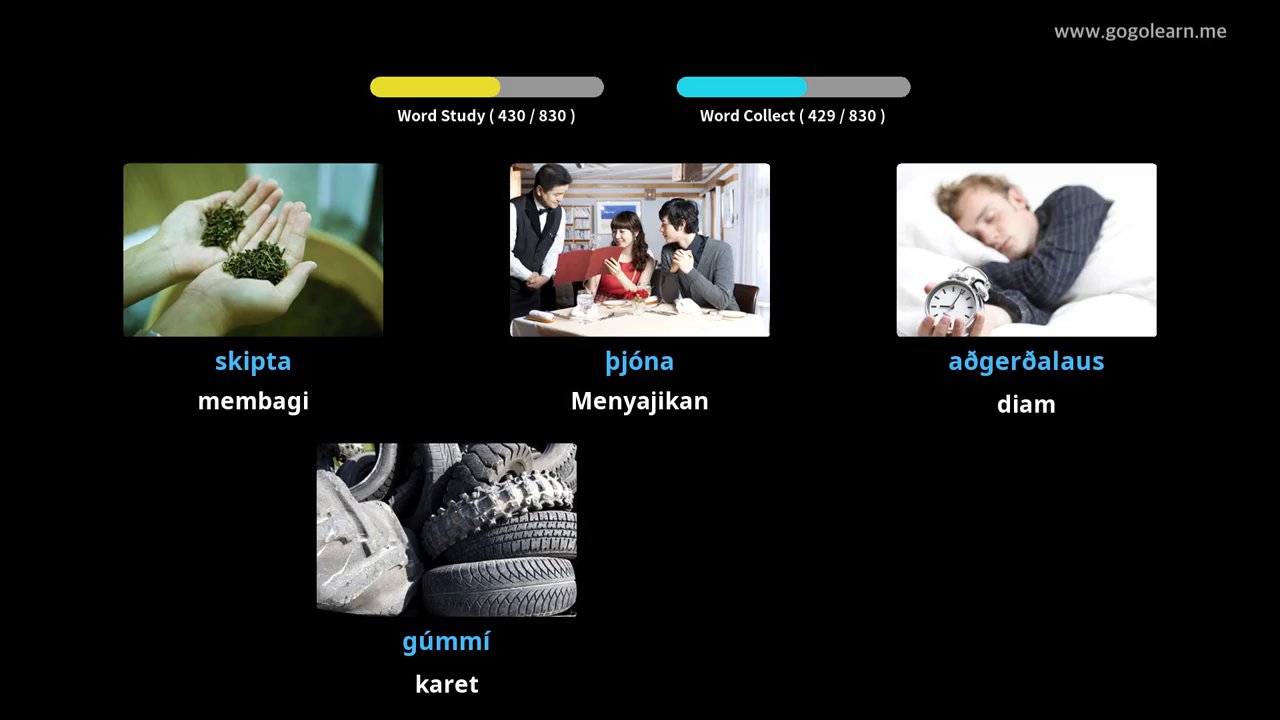 www.gogolearn.me
Word Study ( 430 / 830 )
Word Collect ( 429 / 830 )
skipta
membagi
þjóna
Menyajikan
aðgerðalaus
diam
gúmmí
karet